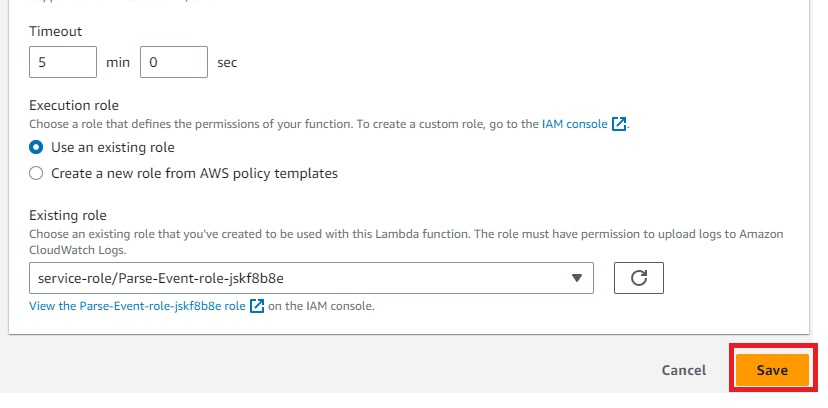 Timeout
5 min 0 sec
Execution role
Choose a role that defines the permissions of your function. To create a custom role, go to the IAM console.
Use an existing role
Create a new role from AWS policy templates
Existing role
Choose an existing role that you've created to be used with this Lambda function. The role must have permission to upload logs to Amazon
CloudWatch Logs.
service-role/Parse-Event-role-jskf8b8e
View the Parse-Event-role-jskf8b8e role on the IAM console.
Cancel Save